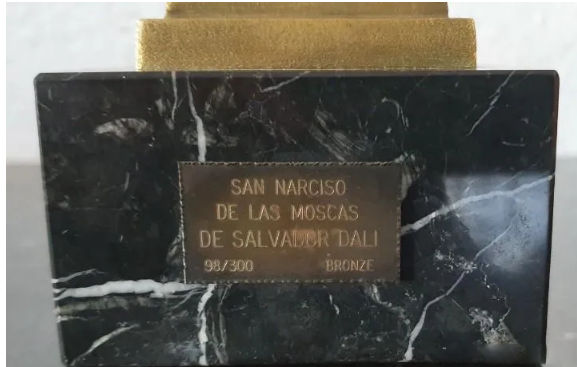 SAN NARCISO
DE LAS MOSCAS
DE SALVADOR DALI
98/300 BRONZE